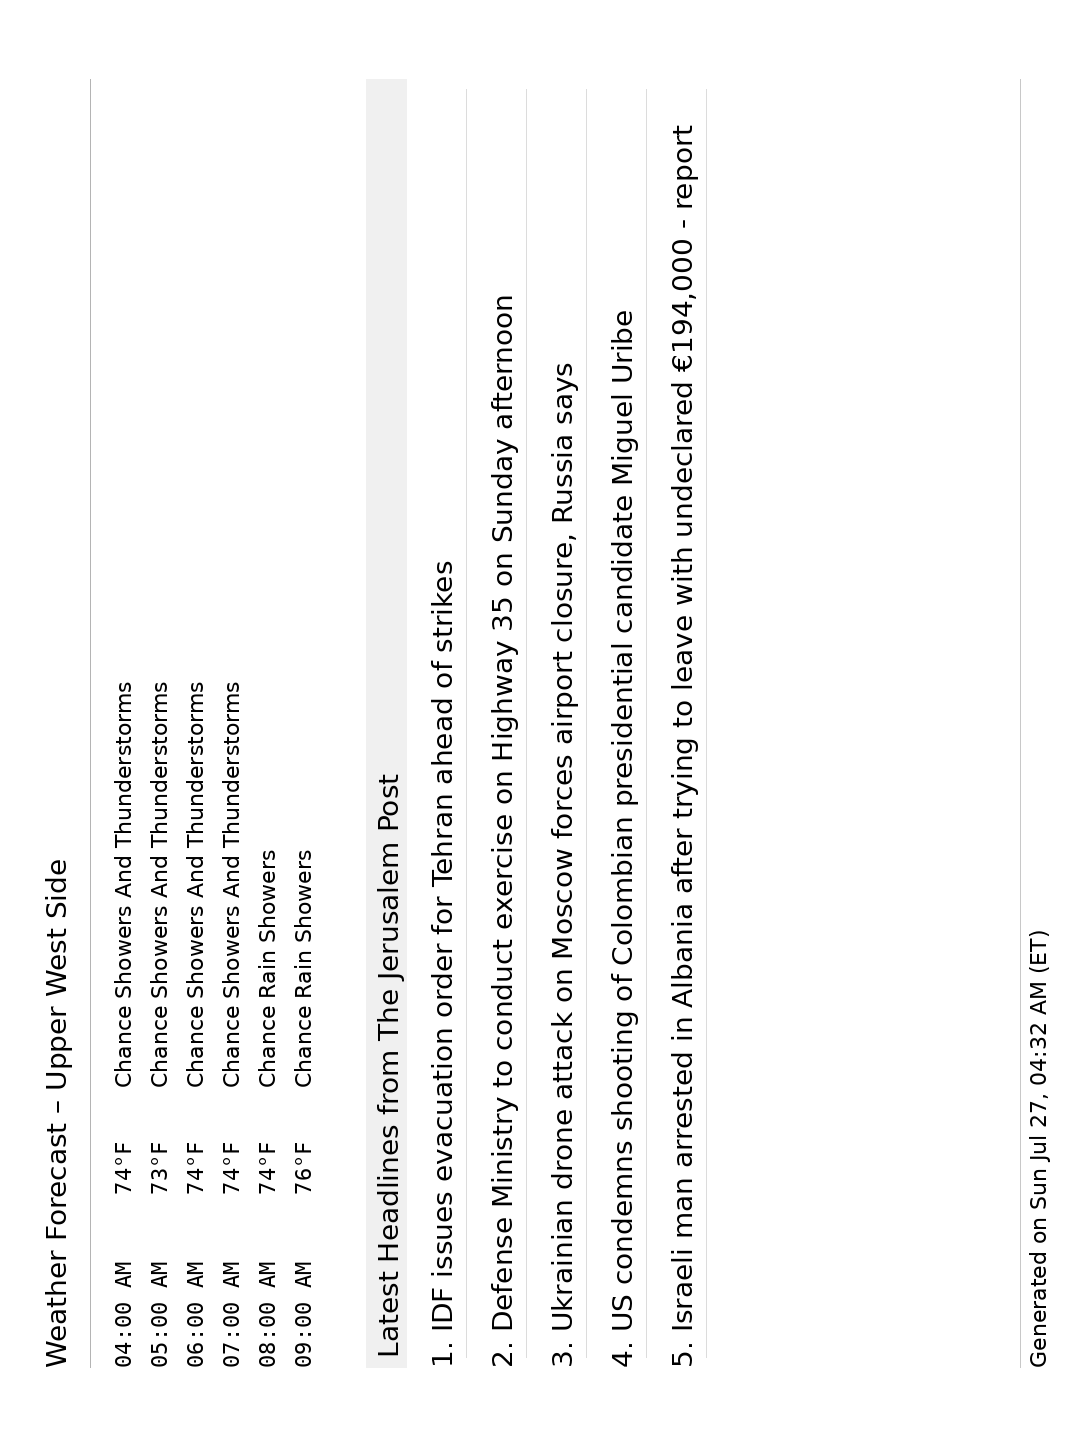 Weather Forecast – Upper West Side
04:00 AM 74°F Chance Showers And Thunderstorms
05:00 AM 73°F Chance Showers And Thunderstorms
06:00 AM 74°F Chance Showers And Thunderstorms
07:00 AM 74°F Chance Showers And Thunderstorms
08:00 AM 74°F Chance Rain Showers
09:00 AM 76°F Chance Rain Showers
Latest Headlines from The Jerusalem Post
1. IDF issues evacuation order for Tehran ahead of strikes
2. Defense Ministry to conduct exercise on Highway 35 on Sunday afternoon
3. Ukrainian drone attack on Moscow forces airport closure, Russia says
4. US condemns shooting of Colombian presidential candidate Miguel Uribe
5. Israeli man arrested in Albania after trying to leave with undeclared €194,000 - report
Generated on Sun Jul 27, 04:32 AM (ET)